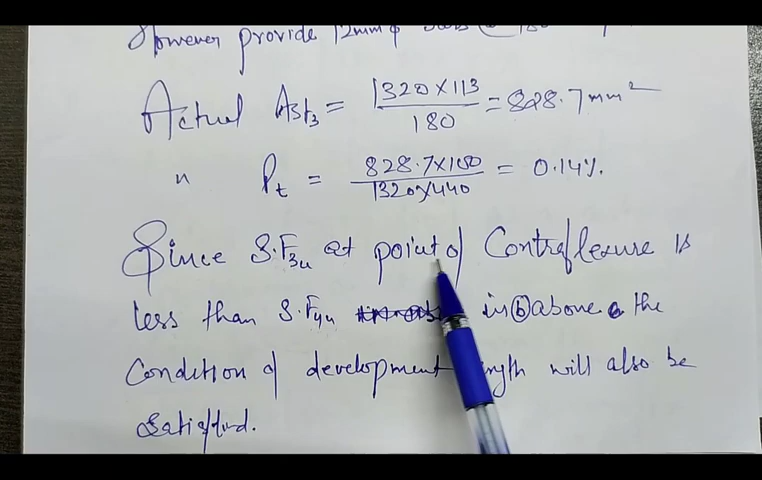 However provide 12mm φ @ 180
Actual Ast3 = 1320×113 / 180 = 828.7mm²
" Pt = 828.7×100 / 1320×440 = 0.14%.
Since S.F3u at point of Contraflexure is
less than S.F4u in (b) above the
Condition of development length will also be
Satisfied.